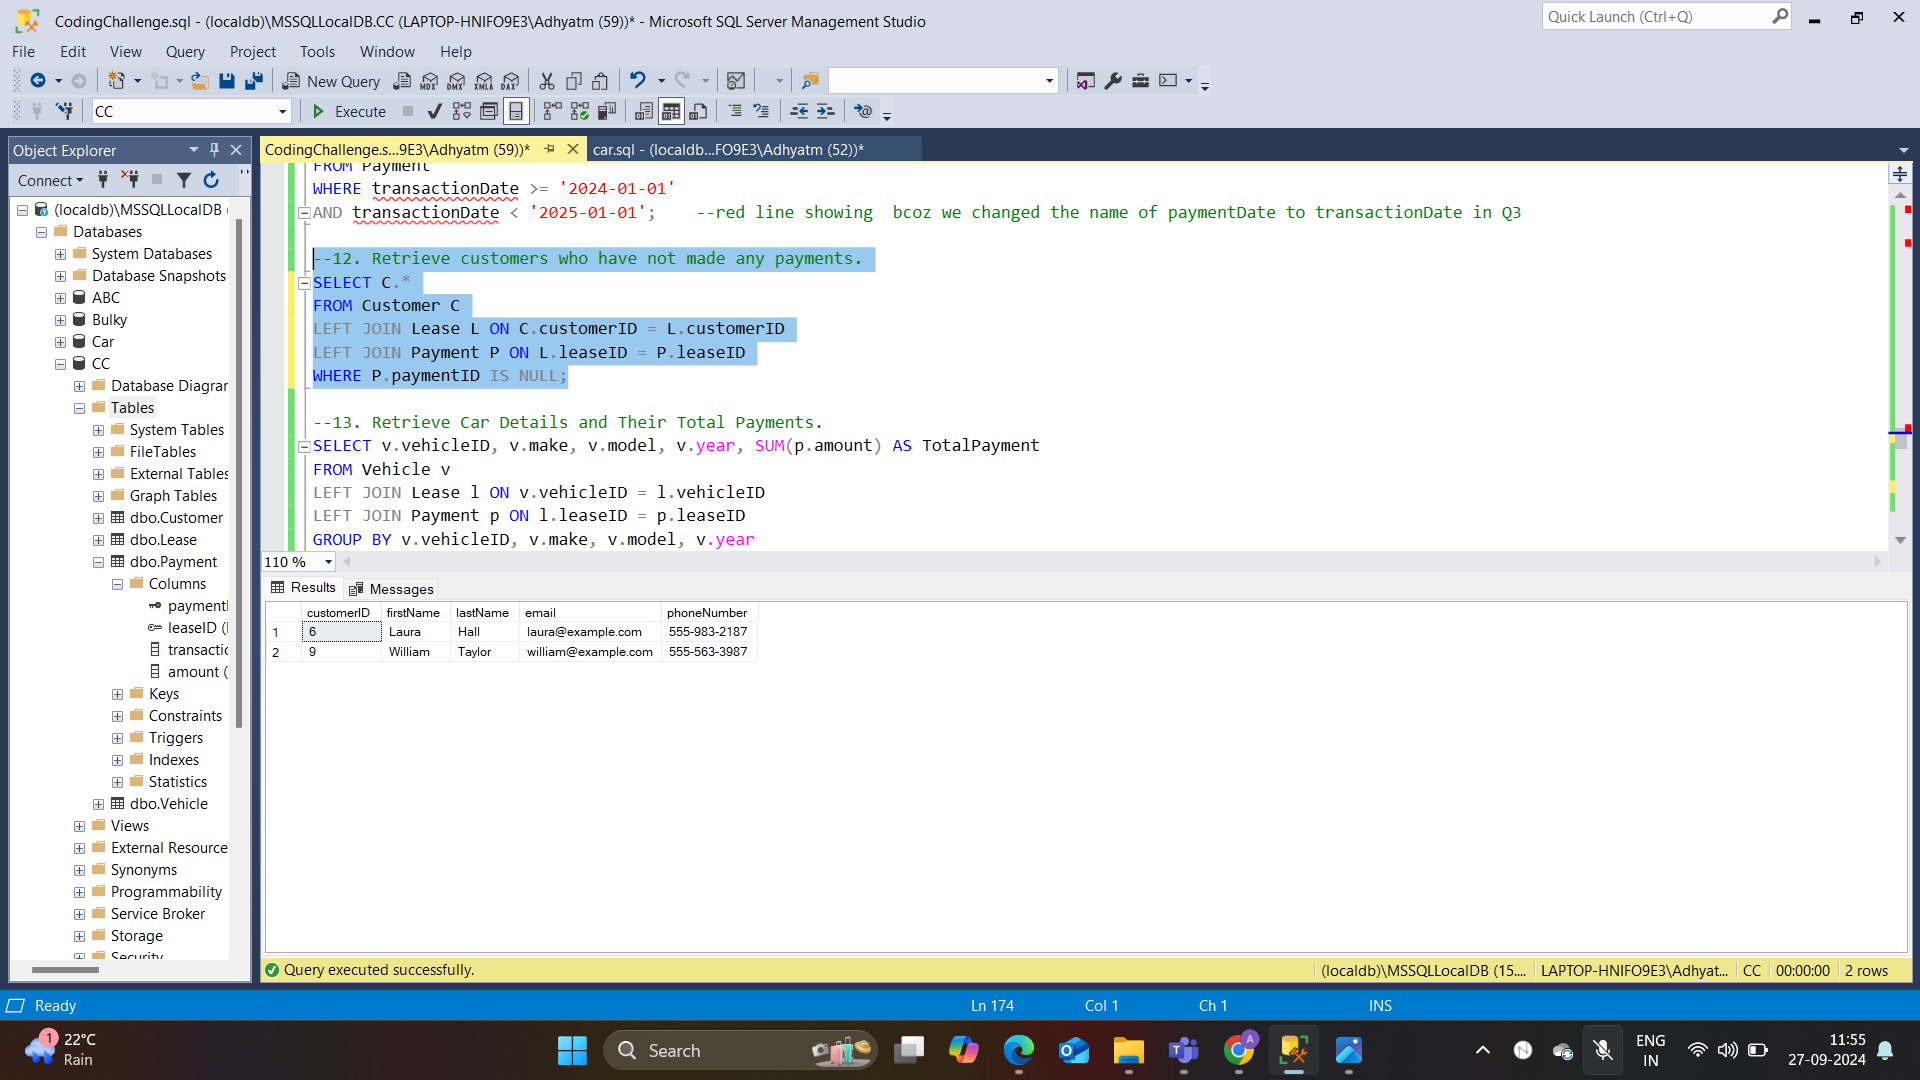 CodingChallenge.sql - (localdb)\MSSQLLocalDB.CC (LAPTOP-HNIFO9E3\Adhyatm (59))* - Microsoft SQL Server Management Studio
Quick Launch (Ctrl+Q)
File Edit View Query Project Tools Window Help
New Query
MDX DMX XMLA DAX
CC
Execute
Object Explorer
CodingChallenge.s...9E3\Adhyatm (59))*
car.sql - (localdb...FO9E3\Adhyatm (52))*
Connect
(localdb)\MSSQLLocalDB (
Databases
System Databases
Database Snapshots
ABC
Bulky
Car
CC
Database Diagrar
Tables
System Tables
FileTables
External Tables
Graph Tables
dbo.Customer
dbo.Lease
dbo.Payment
Columns
payment
leaseID (
transactic
amount (
Keys
Constraints
Triggers
Indexes
Statistics
dbo.Vehicle
Views
External Resource
Synonyms
Programmability
Service Broker
Storage
Security
FROM Payment
WHERE transactionDate >= '2024-01-01'
AND transactionDate < '2025-01-01';    --red line showing  bcoz we changed the name of paymentDate to transactionDate in Q3
--12. Retrieve customers who have not made any payments.
SELECT C.*
FROM Customer C
LEFT JOIN Lease L ON C.customerID = L.customerID
LEFT JOIN Payment P ON L.leaseID = P.leaseID
WHERE P.paymentID IS NULL;
--13. Retrieve Car Details and Their Total Payments.
SELECT v.vehicleID, v.make, v.model, v.year, SUM(p.amount) AS TotalPayment
FROM Vehicle v
LEFT JOIN Lease l ON v.vehicleID = l.vehicleID
LEFT JOIN Payment p ON l.leaseID = p.leaseID
GROUP BY v.vehicleID, v.make, v.model, v.year
110 %
Results Messages
customerID firstName lastName email phoneNumber
1 6 Laura Hall laura@example.com 555-983-2187
2 9 William Taylor william@example.com 555-563-3987
Query executed successfully.
(localdb)\MSSQLLocalDB (15.... LAPTOP-HNIFO9E3\Adhyat... CC 00:00:00 2 rows
Ready
Ln 174 Col 1 Ch 1 INS
1
22°C
Rain
Search
A
ENG
IN
11:55
27-09-2024